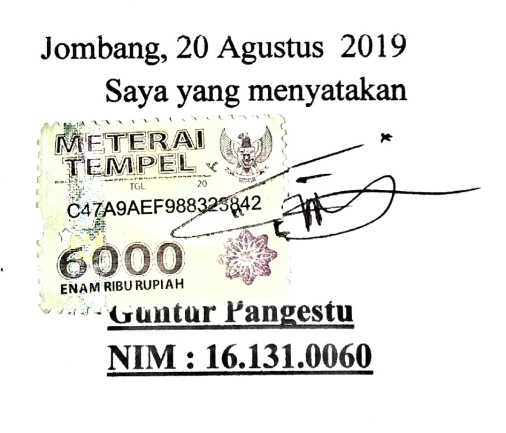 Jombang, 20 Agustus 2019
Saya yang menyatakan
METERAI
TEMPEL
TGL 20
C47A9AEF988323842
6000
ENAM RIBU RUPIAH
Guntur Pangestu
NIM : 16.131.0060